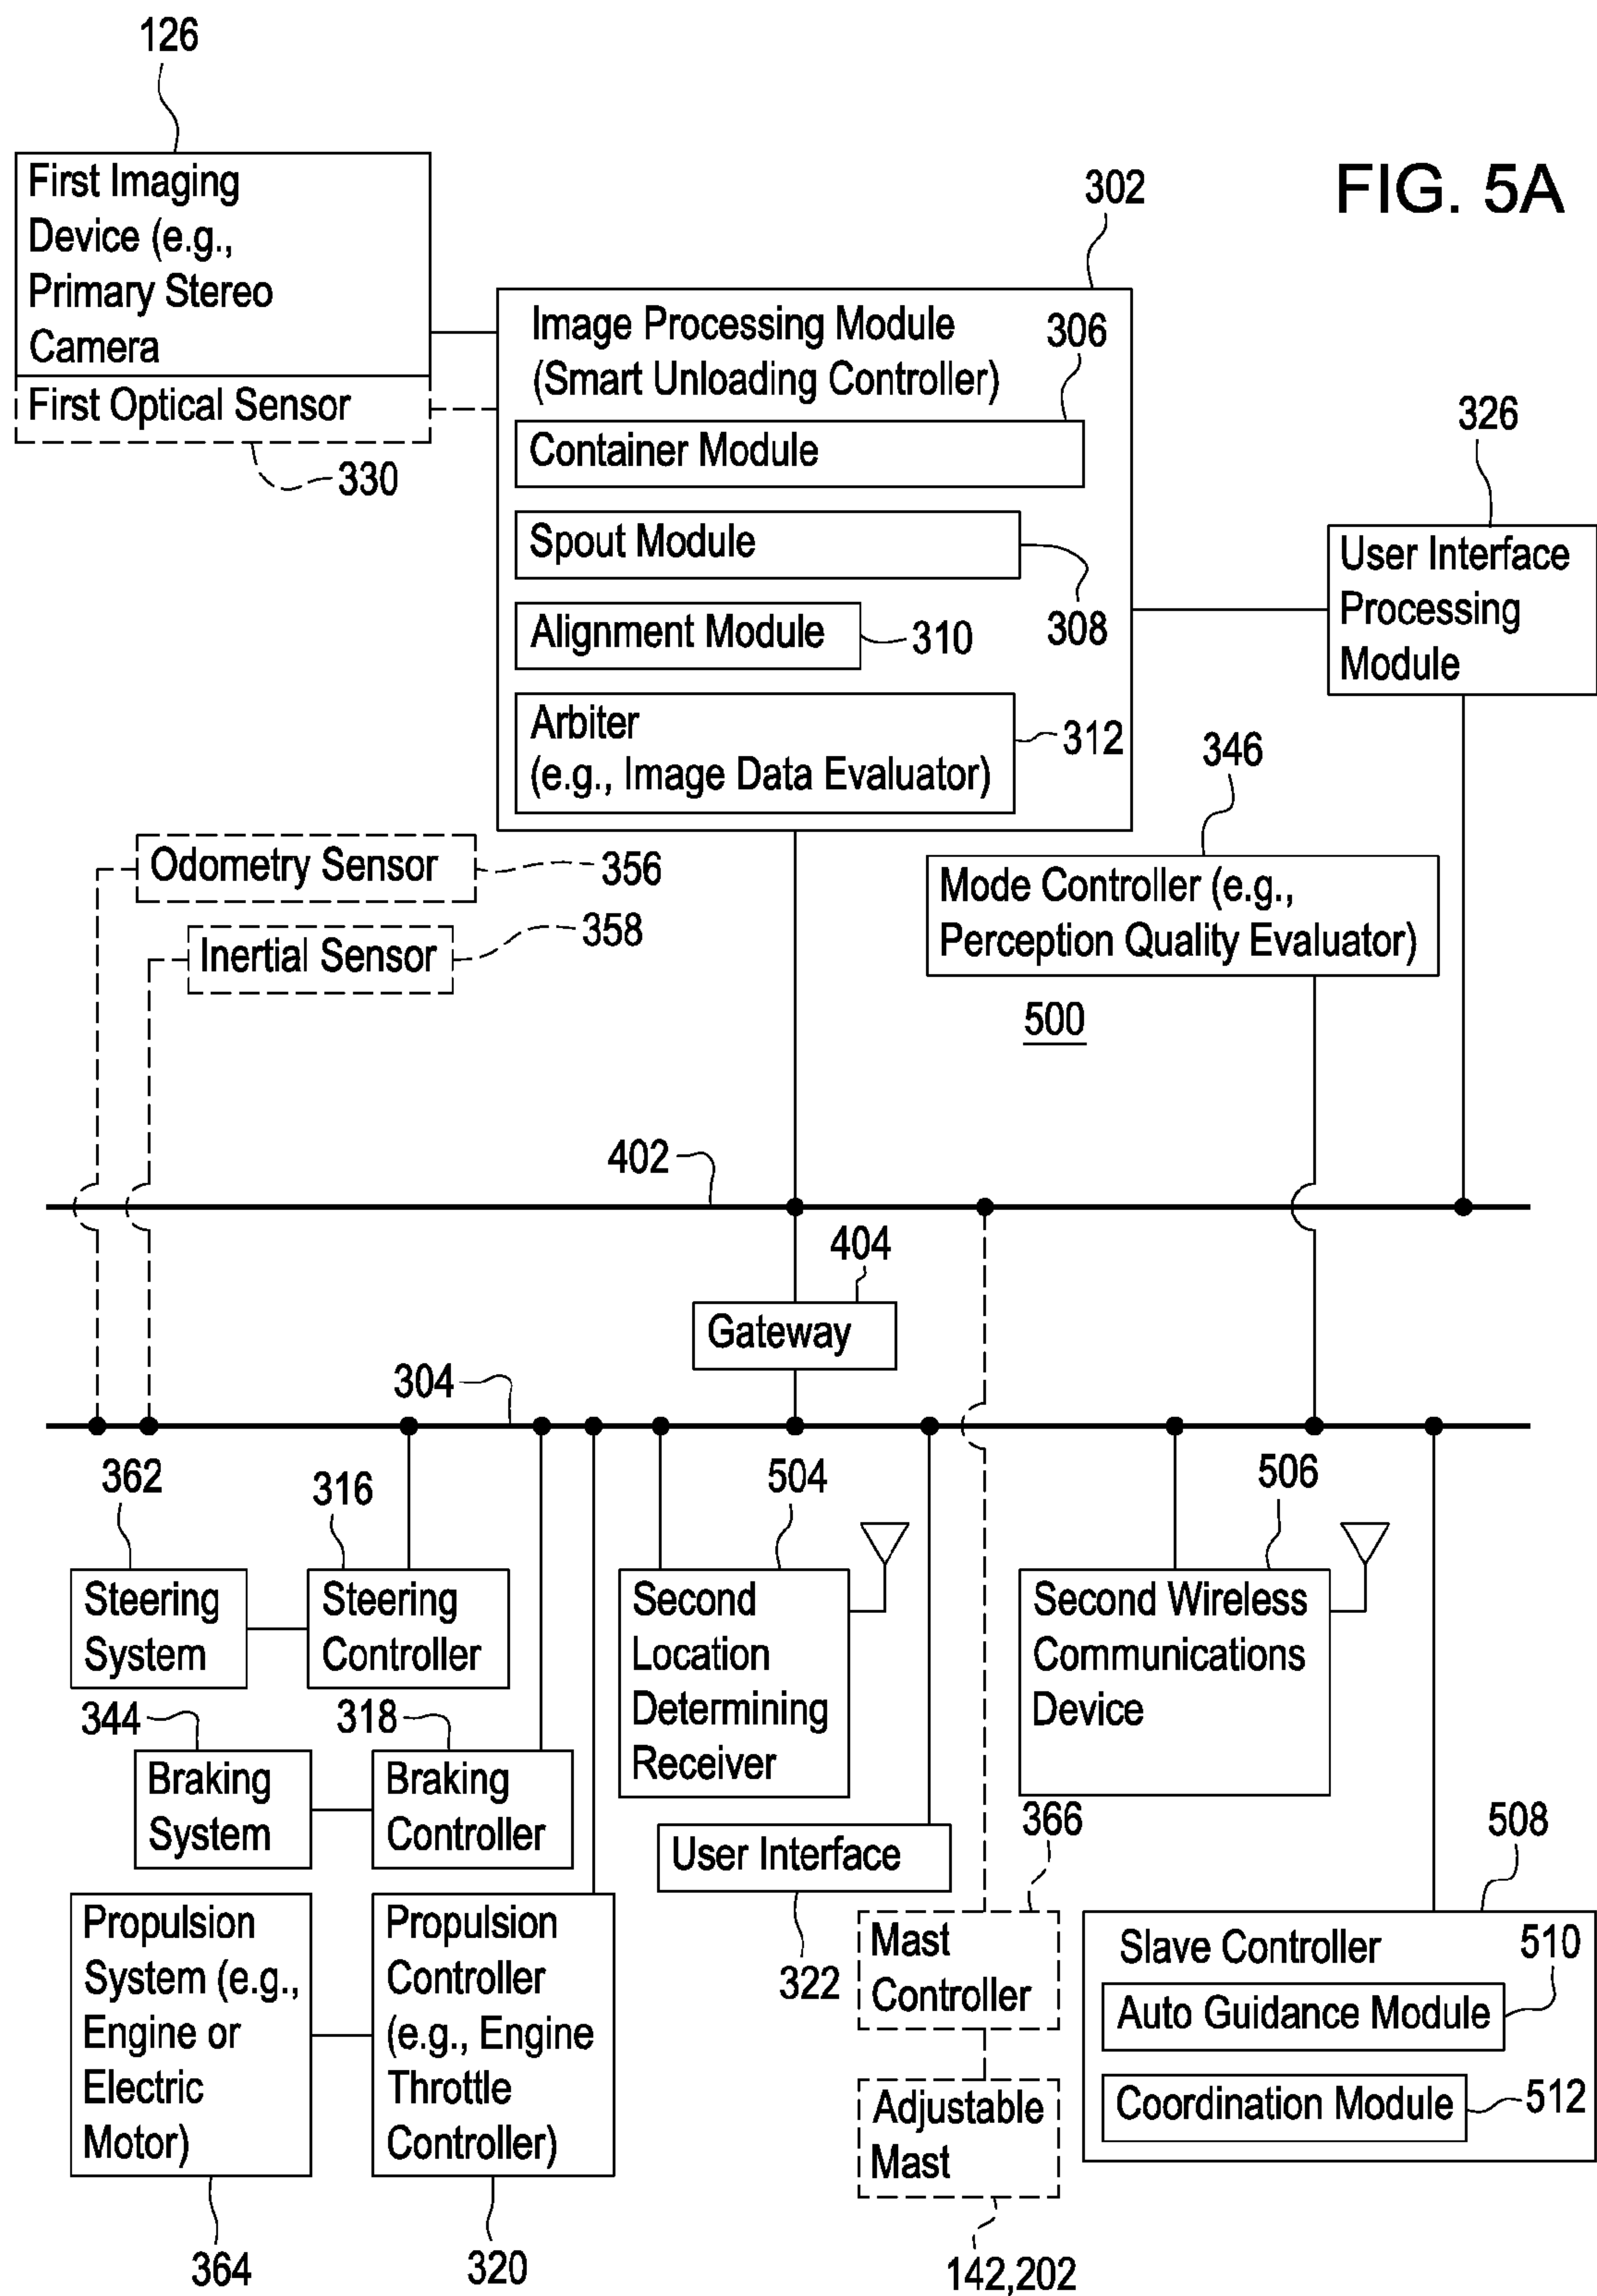 126
FIG. 5A
First Imaging
Device (e.g.,
Primary Stereo
Camera
First Optical Sensor
330
302
Image Processing Module
(Smart Unloading Controller)
306
Container Module
Spout Module
308
Alignment Module
310
Arbiter
(e.g., Image Data Evaluator)
312
326
User Interface
Processing
Module
346
Mode Controller (e.g.,
Perception Quality Evaluator)
500
Odometry Sensor
356
Inertial Sensor
358
402
404
Gateway
304
362
Steering
System
316
Steering
Controller
344
Braking
System
318
Braking
Controller
Propulsion
System (e.g.,
Engine or
Electric
Motor)
364
Propulsion
Controller
(e.g., Engine
Throttle
Controller)
320
504
Second
Location
Determining
Receiver
User Interface
322
506
Second Wireless
Communications
Device
366
Mast
Controller
Adjustable
Mast
142,202
508
Slave Controller
510
Auto Guidance Module
Coordination Module
512